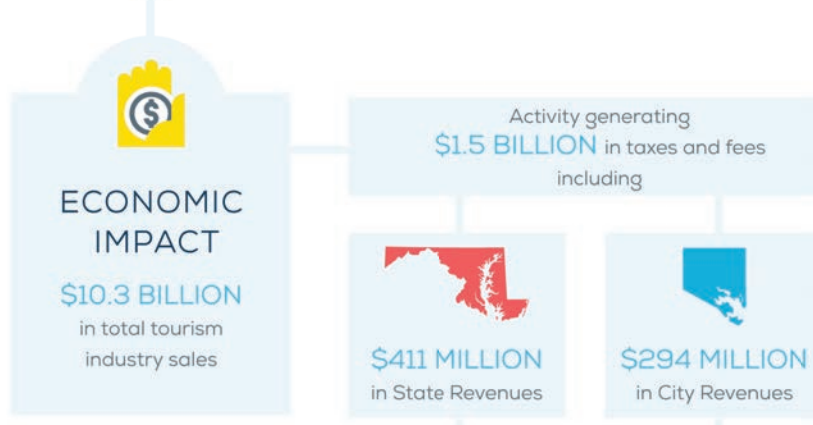 $
ECONOMIC
IMPACT
$10.3 BILLION
in total tourism
industry sales
Activity generating
$1.5 BILLION in taxes and fees
including
$411 MILLION
in State Revenues
$294 MILLION
in City Revenues